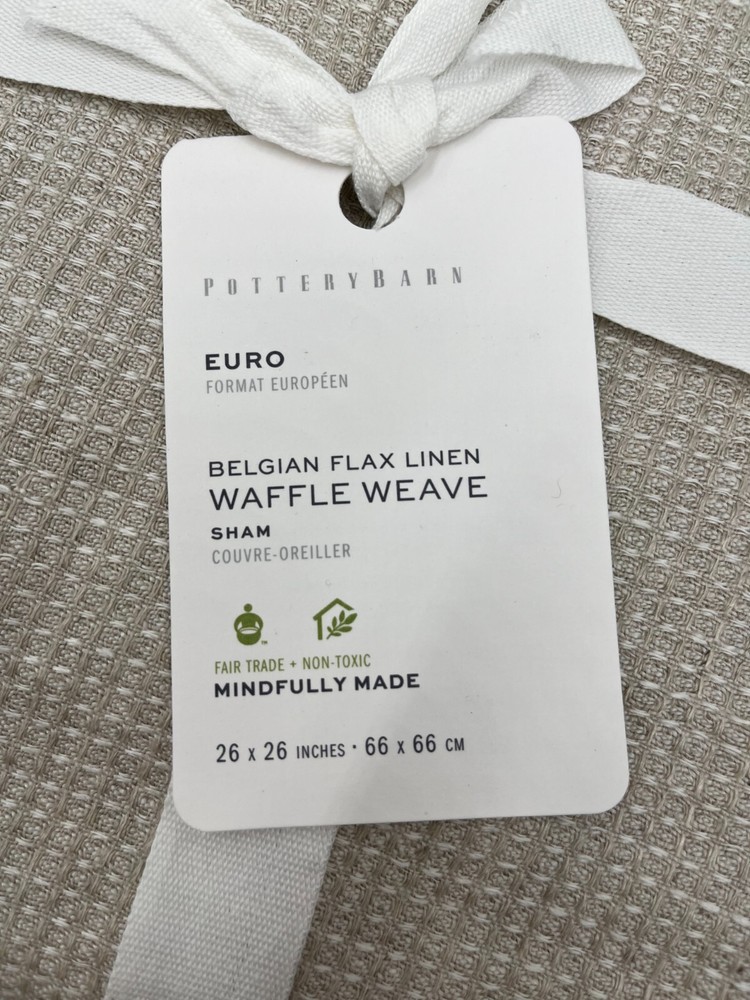 POTTERYBARN
EURO
FORMAT EUROPÉEN
BELGIAN FLAX LINEN
WAFFLE WEAVE
SHAM
COUVRE-OREILLER
TM
FAIR TRADE + NON-TOXIC
MINDFULLY MADE
26 x 26 INCHES · 66 x 66 CM